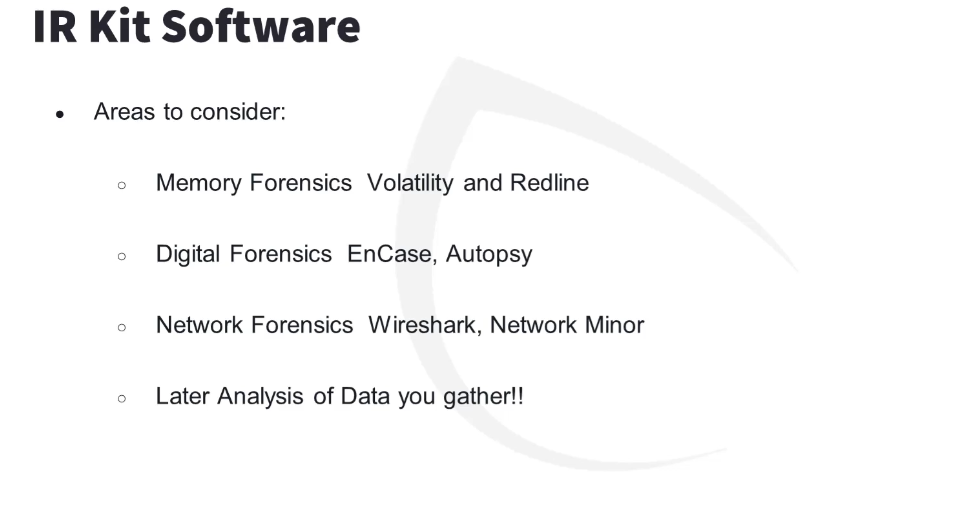 IR Kit Software
Areas to consider:
Memory Forensics Volatility and Redline
Digital Forensics EnCase, Autopsy
Network Forensics Wireshark, Network Minor
Later Analysis of Data you gather!!